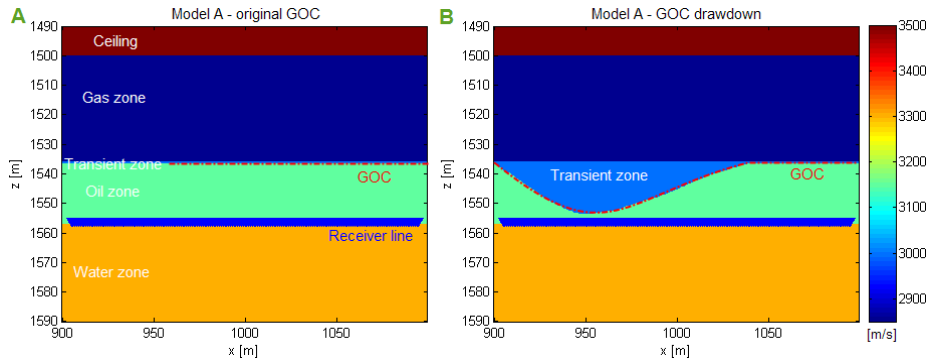 A
Model A - original GOC
1490
1500
1510
1520
1530
1540
1550
1560
1570
1580
1590
z [m]
Ceiling
Gas zone
Transient zone
GOC
Oil zone
Receiver line
Water zone
900
950
1000
1050
x [m]
B
Model A - GOC drawdown
1490
1500
1510
1520
1530
1540
1550
1560
1570
1580
1590
z [m]
Transient zone
GOC
900
950
1000
1050
x [m]
3500
3400
3300
3200
3100
3000
2900
[m/s]